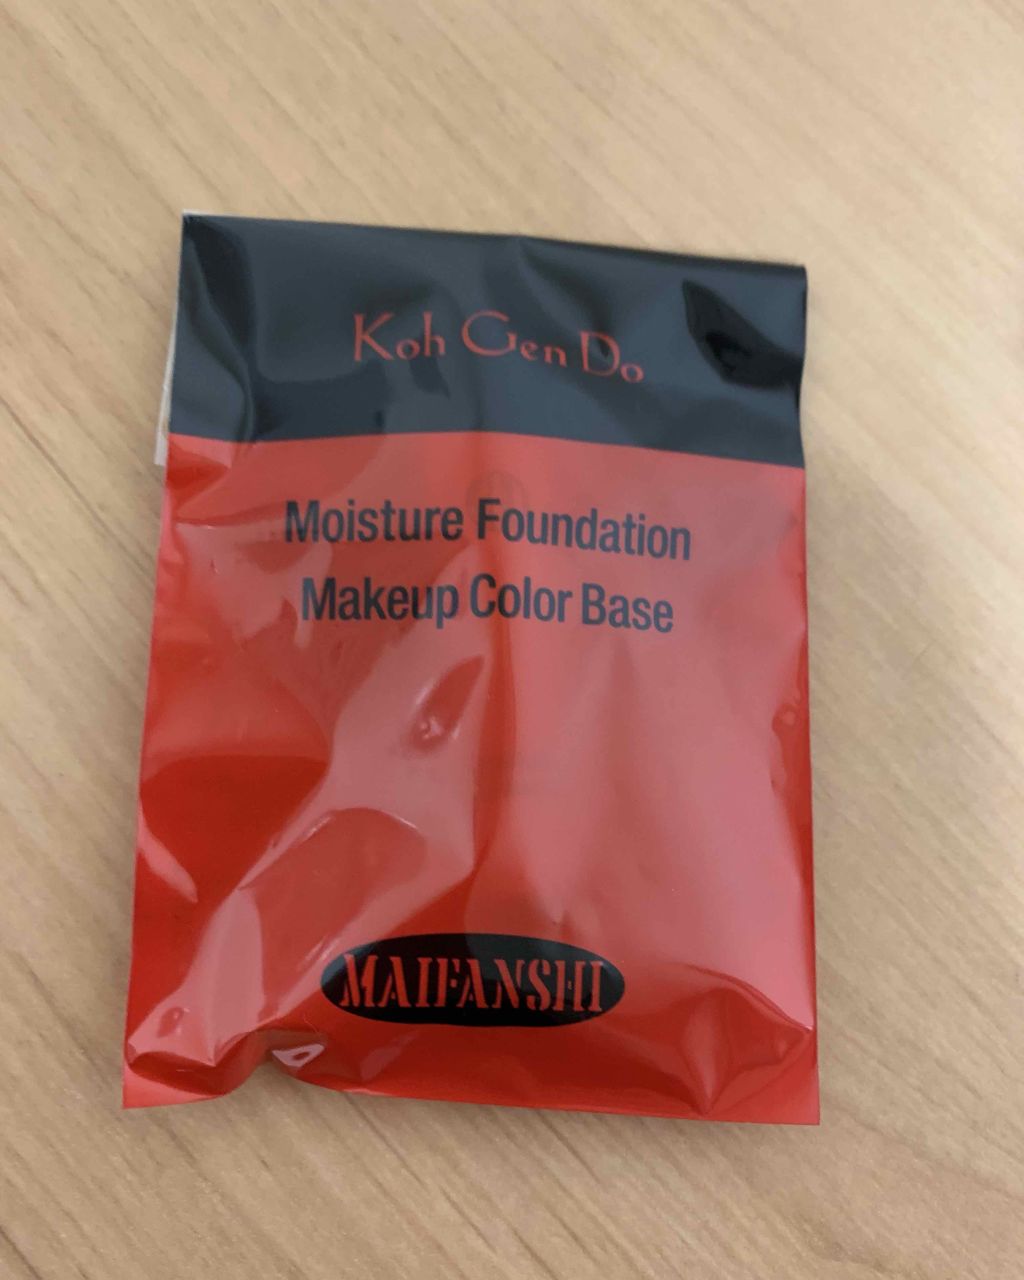 Koh Gen Do
Moisture Foundation
Makeup Color Base
MAIFANSHI